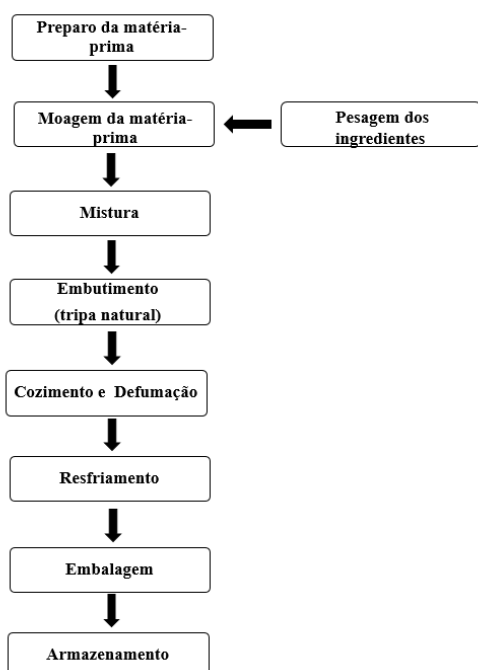 Preparo da matéria-
prima
Moagem da matéria-
prima
Pesagem dos
ingredientes
Mistura
Embutimento
(tripa natural)
Cozimento e Defumação
Resfriamento
Embalagem
Armazenamento